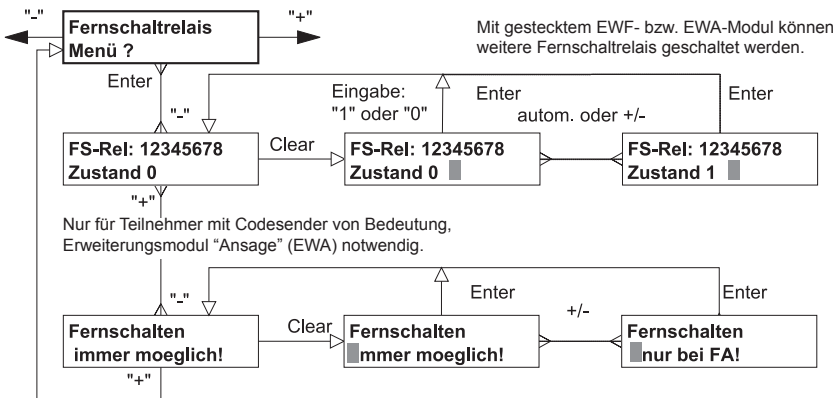 "-"
Fernschaltrelais
Menü ?
"+"
Mit gestecktem EWF- bzw. EWA-Modul können
weitere Fernschaltrelais geschaltet werden.
Enter
"-"
Eingabe:
"1" oder "0"
Enter
autom. oder +/-
Enter
FS-Rel: 12345678
Zustand 0
Clear
FS-Rel: 12345678
Zustand 0
FS-Rel: 12345678
Zustand 1
"+"
Nur für Teilnehmer mit Codesender von Bedeutung,
Erweiterungsmodul “Ansage” (EWA) notwendig.
"-"
Enter
+/-
Enter
Fernschalten
immer moeglich!
Clear
Fernschalten
mmer moeglich!
Fernschalten
nur bei FA!
"+"